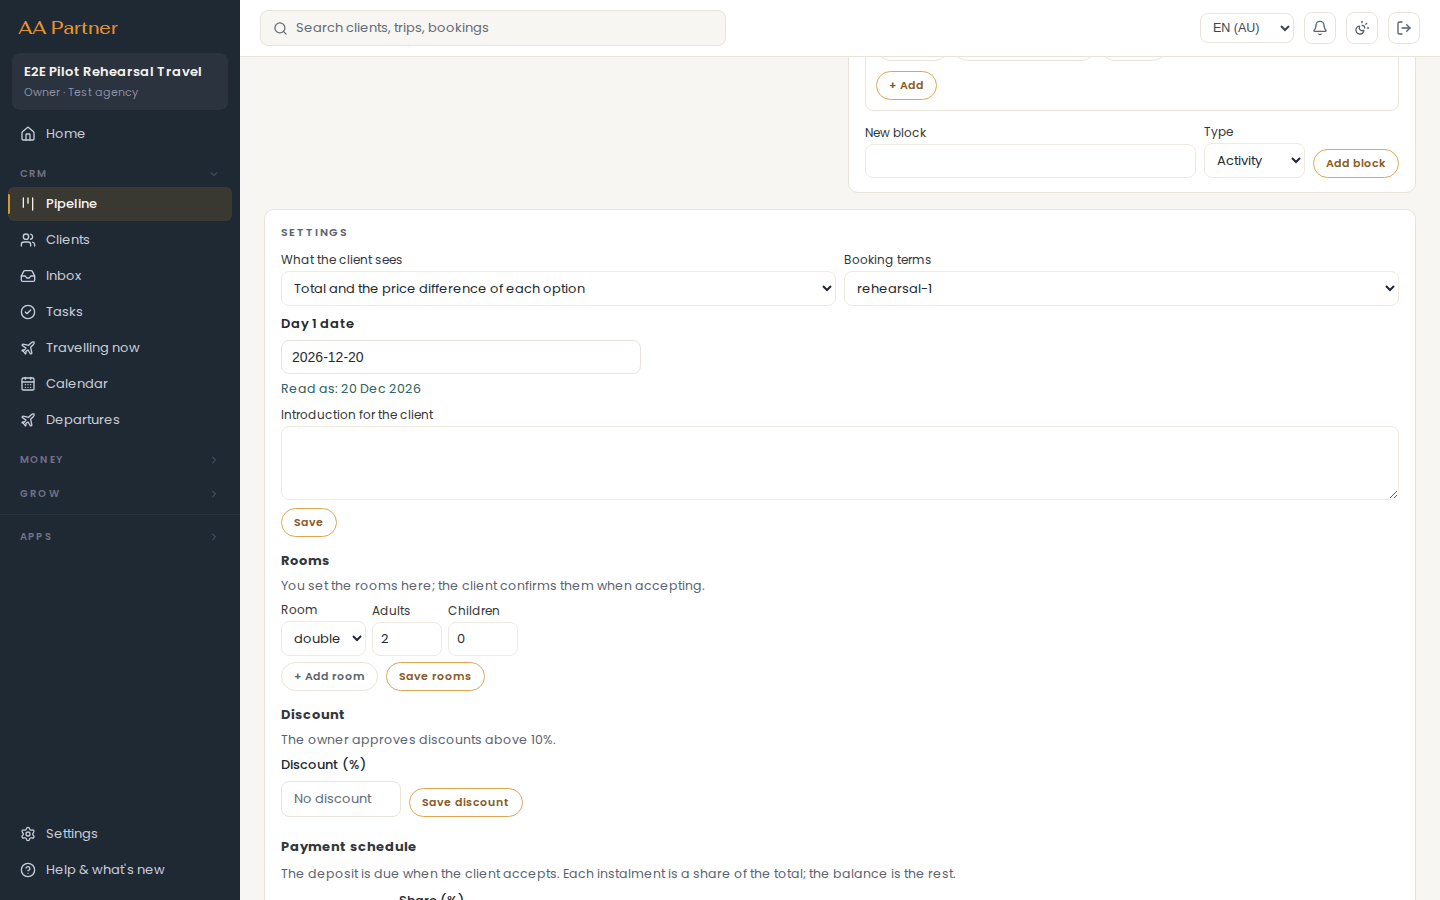 AA Partner
E2E Pilot Rehearsal Travel
Owner · Test agency
Home
CRM
Pipeline
Clients
Inbox
Tasks
Travelling now
Calendar
Departures
MONEY
GROW
APPS
Settings
Help & what's new
Search clients, trips, bookings
EN (AU)
+ Add
New block
Type
Activity
Add block
SETTINGS
What the client sees
Booking terms
Total and the price difference of each option
rehearsal-1
Day 1 date
2026-12-20
Read as: 20 Dec 2026
Introduction for the client
Save
Rooms
You set the rooms here; the client confirms them when accepting.
Room
Adults
Children
double
2
0
+ Add room
Save rooms
Discount
The owner approves discounts above 10%.
Discount (%)
No discount
Save discount
Payment schedule
The deposit is due when the client accepts. Each instalment is a share of the total; the balance is the rest.
Share (%)